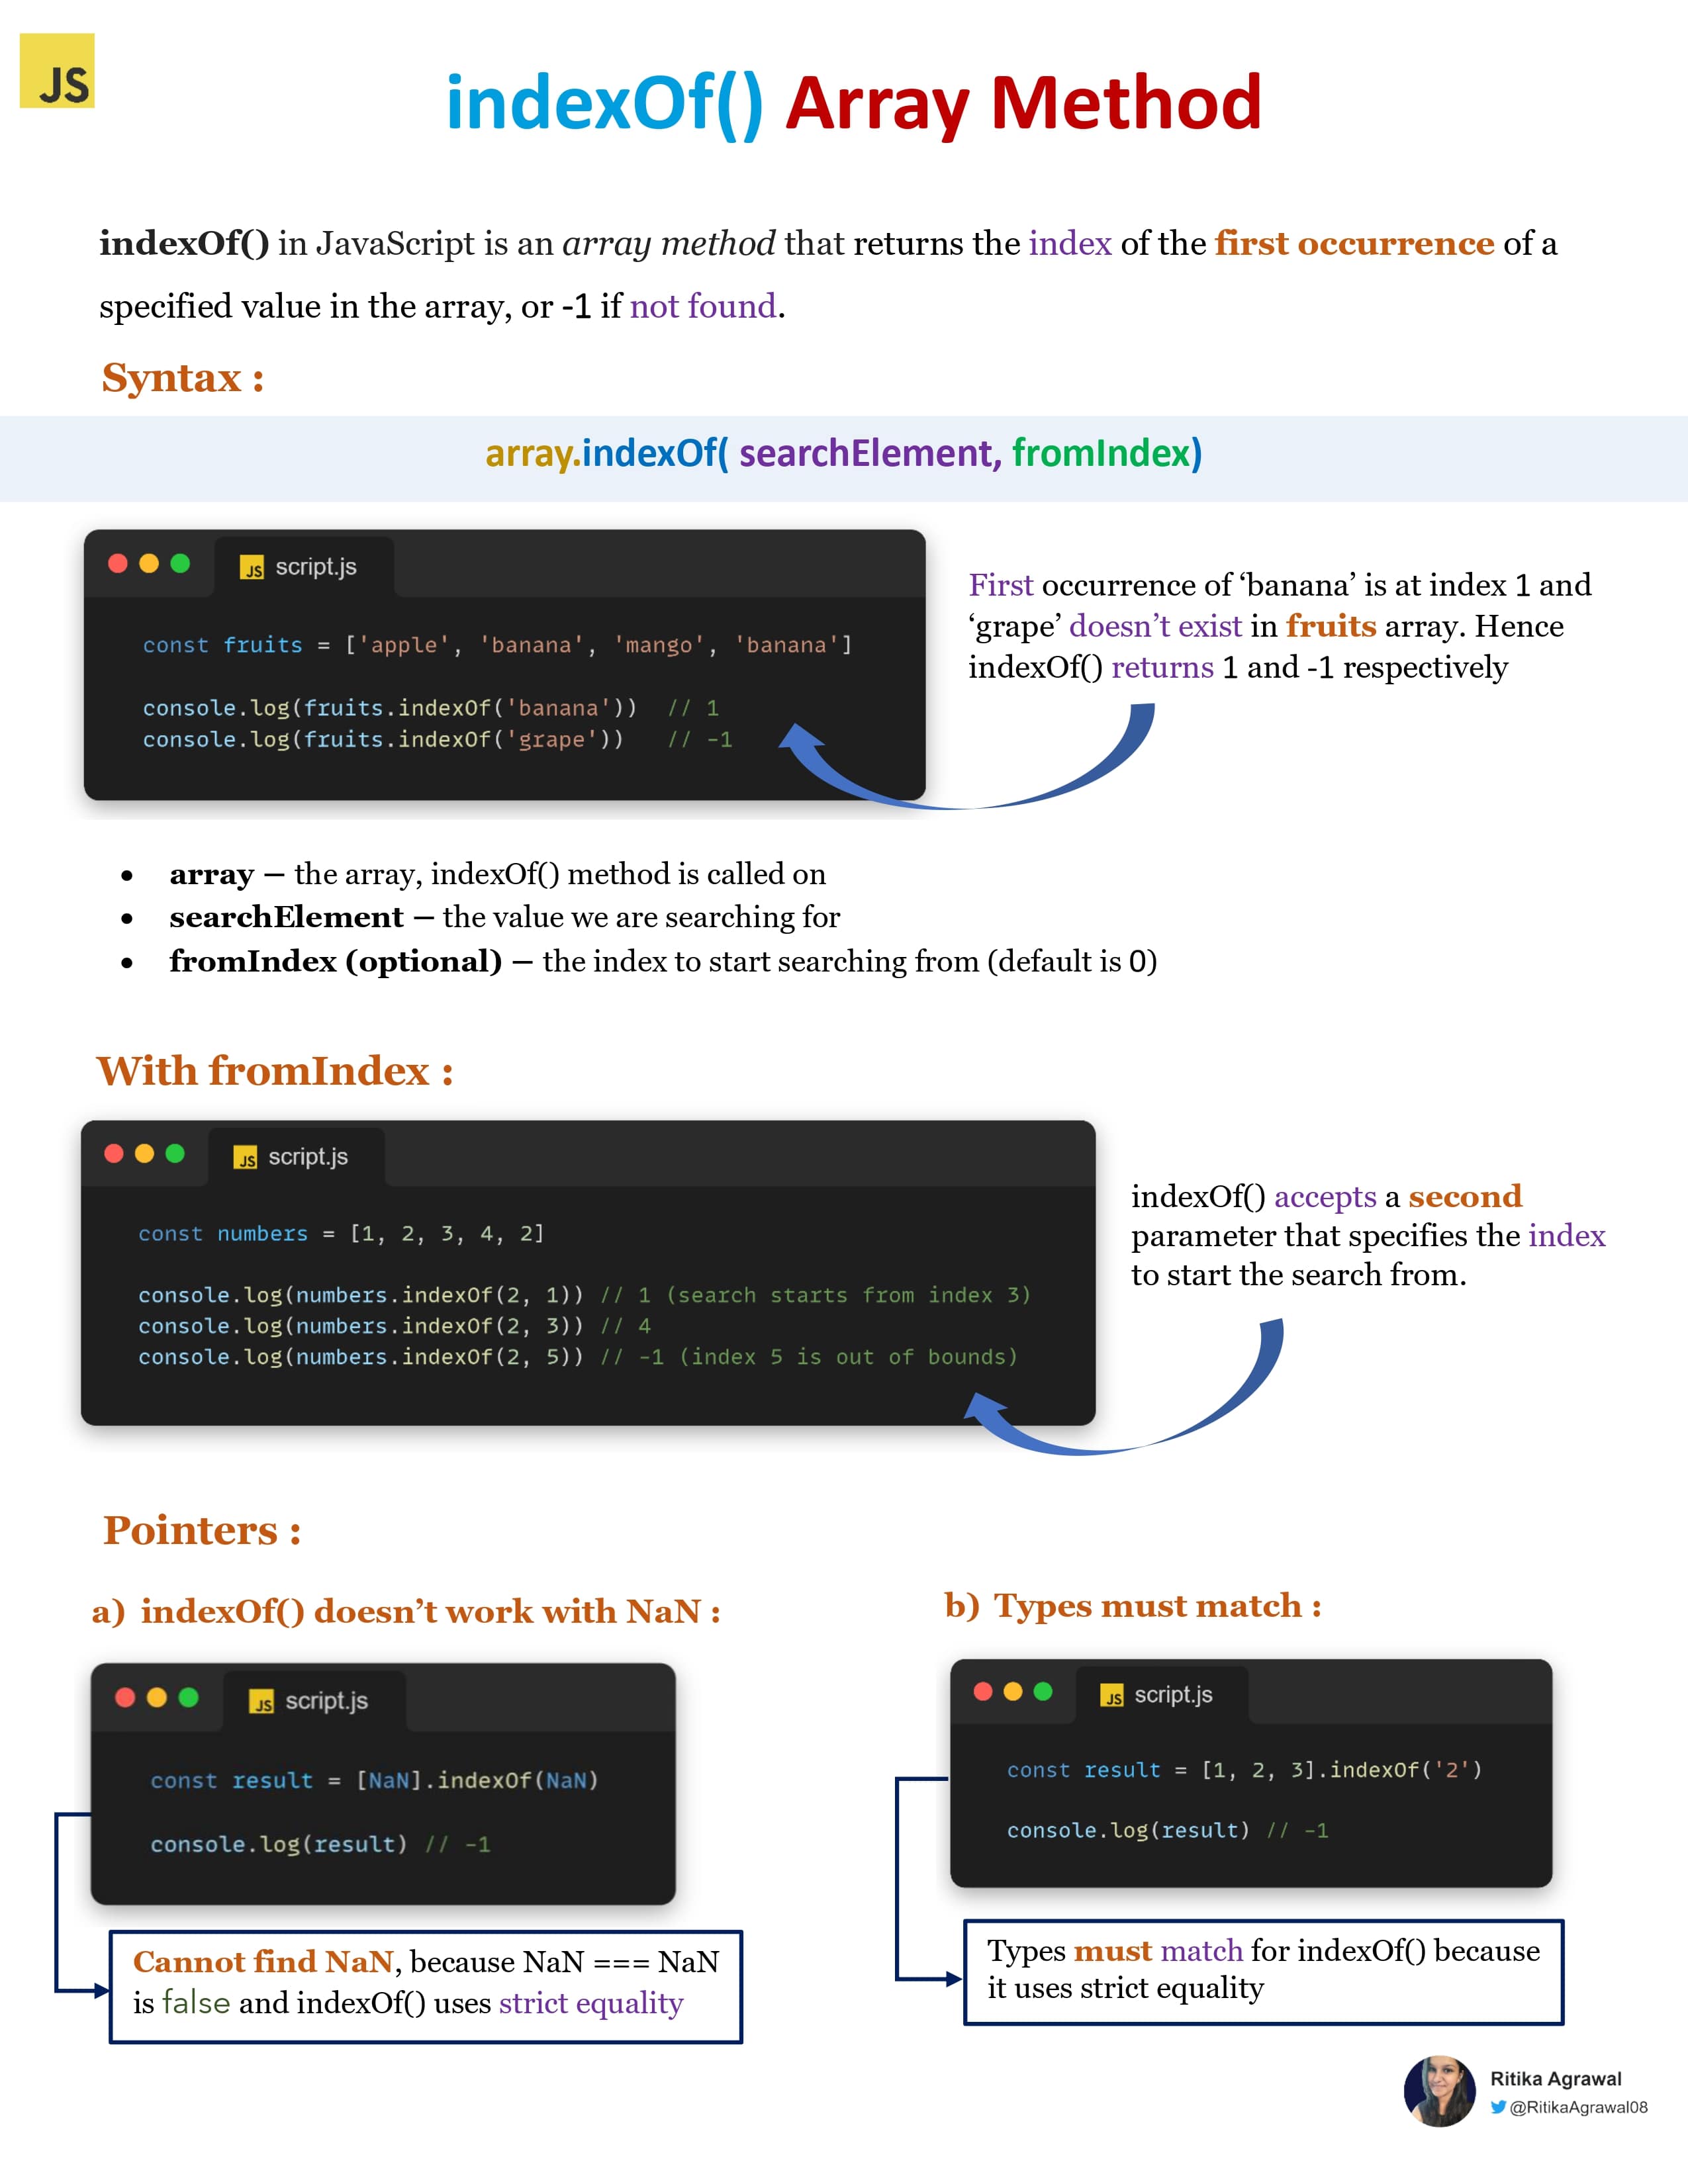 JS
indexOf() Array Method
indexOf() in JavaScript is an array method that returns the index of the first occurrence of a
specified value in the array, or -1 if not found.
Syntax :
array.indexOf( searchElement, fromIndex)
JS script.js
const fruits = ['apple', 'banana', 'mango', 'banana']
console.log(fruits.indexOf('banana')) // 1
console.log(fruits.indexOf('grape')) // -1
First occurrence of ‘banana’ is at index 1 and
‘grape’ doesn’t exist in fruits array. Hence
indexOf() returns 1 and -1 respectively
• array – the array, indexOf() method is called on
• searchElement – the value we are searching for
• fromIndex (optional) – the index to start searching from (default is 0)
With fromIndex :
JS script.js
const numbers = [1, 2, 3, 4, 2]
console.log(numbers.indexOf(2, 1)) // 1 (search starts from index 3)
console.log(numbers.indexOf(2, 3)) // 4
console.log(numbers.indexOf(2, 5)) // -1 (index 5 is out of bounds)
indexOf() accepts a second
parameter that specifies the index
to start the search from.
Pointers :
a) indexOf() doesn’t work with NaN :
JS script.js
const result = [NaN].indexOf(NaN)
console.log(result) // -1
Cannot find NaN, because NaN === NaN
is false and indexOf() uses strict equality
b) Types must match :
JS script.js
const result = [1, 2, 3].indexOf('2')
console.log(result) // -1
Types must match for indexOf() because
it uses strict equality
Ritika Agrawal
@RitikaAgrawal08